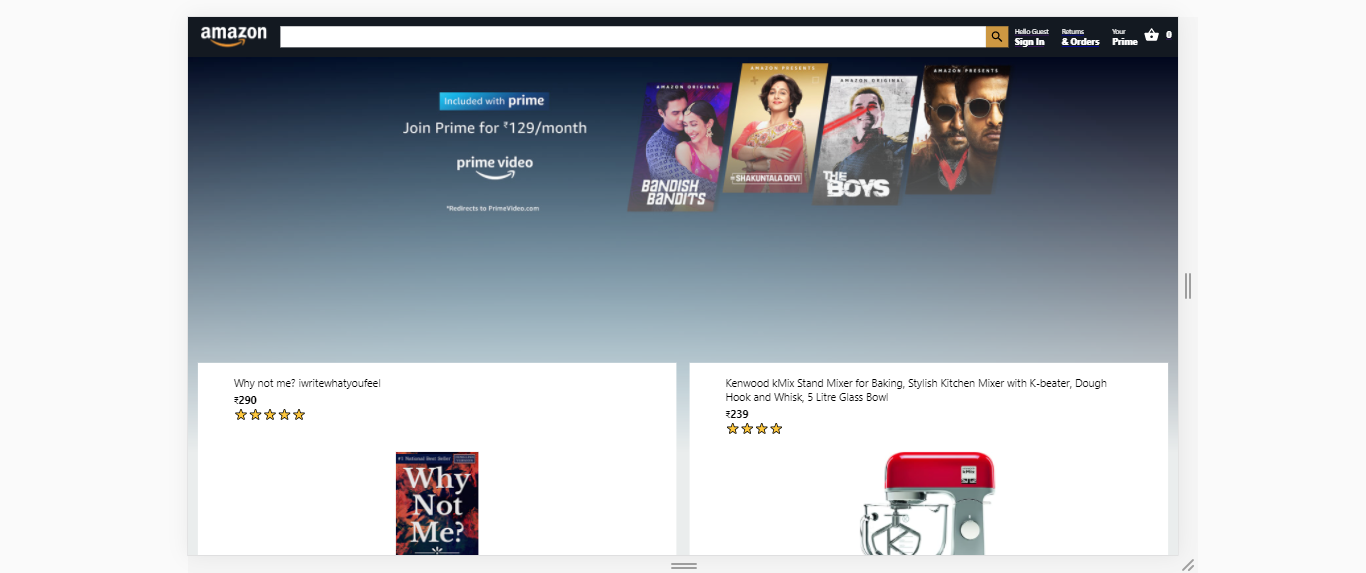 amazon
Hello Guest
Sign In
Returns
& Orders
Your
Prime
0
Included with prime
Join Prime for ₹129/month
prime video
*Redirects to PrimeVideo.com
AMAZON ORIGINAL
BANDISH
BANDITS
AMAZON PRESENTS
SHAKUNTALA DEVI
AMAZON ORIGINAL
THE
BOYS
AMAZON PRESENTS
V
Why not me? iwritewhatyoufeel
₹290
#1 National Best Seller
Why
Not
Me?
Kenwood kMix Stand Mixer for Baking, Stylish Kitchen Mixer with K-beater, Dough
Hook and Whisk, 5 Litre Glass Bowl
₹239
kMix
K